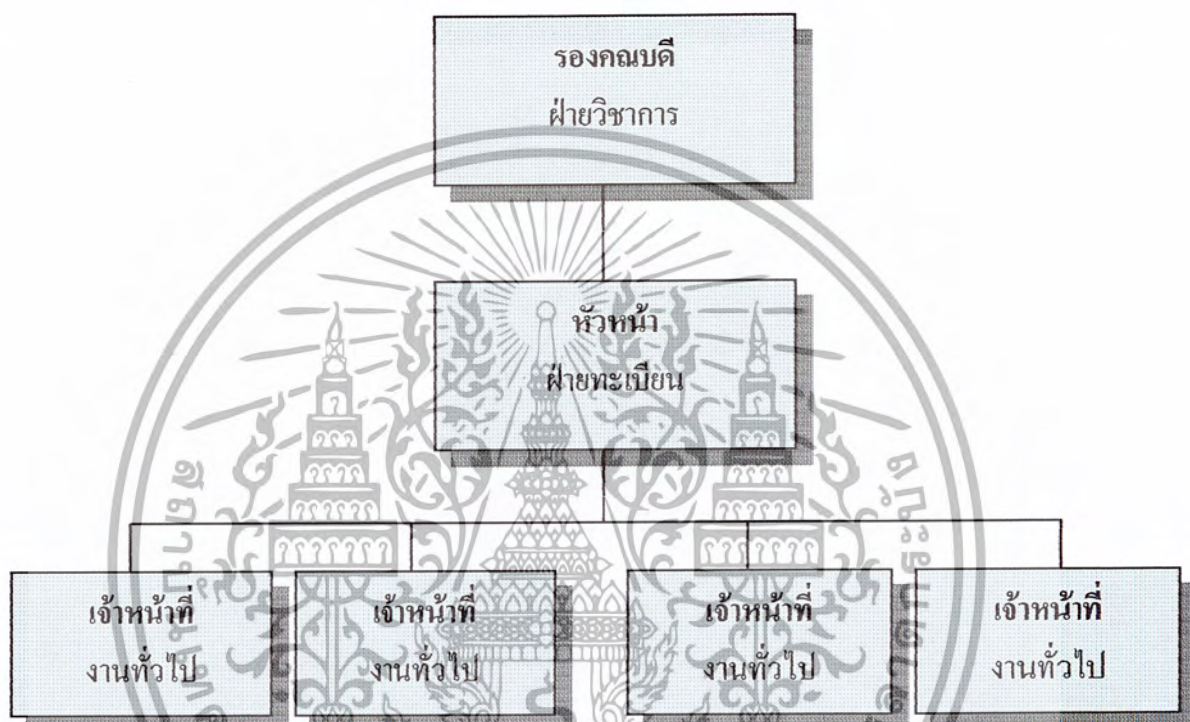 รองคณบดี
ฝ่ายวิชาการ
หัวหน้า
ฝ่ายทะเบียน
เจ้าหน้าที่
งานทั่วไป
เจ้าหน้าที่
งานทั่วไป
เจ้าหน้าที่
งานทั่วไป
เจ้าหน้าที่
งานทั่วไป